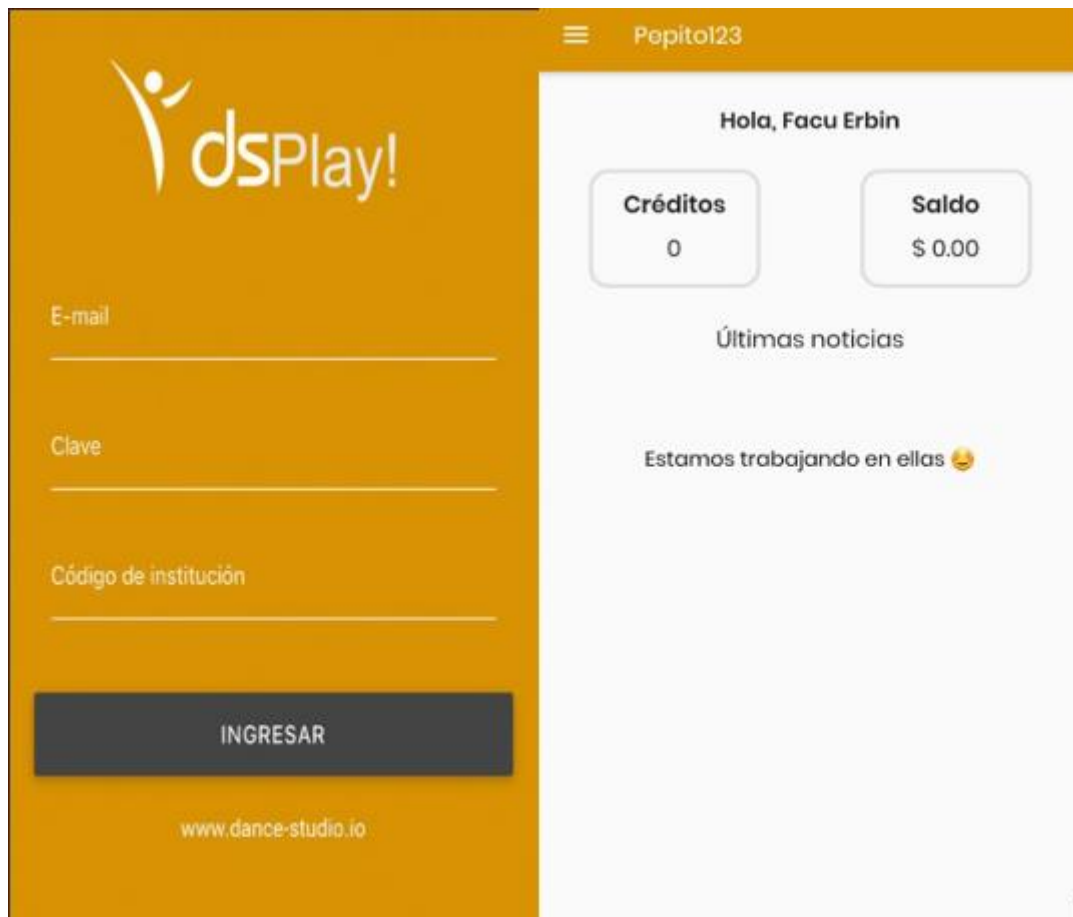 dsPlay!
E-mail
Clave
Código de institución
INGRESAR
www.dance-studio.io
Pepito123
Hola, Facu Erbin
Créditos
0
Saldo
$ 0.00
Últimas noticias
Estamos trabajando en ellas 😅